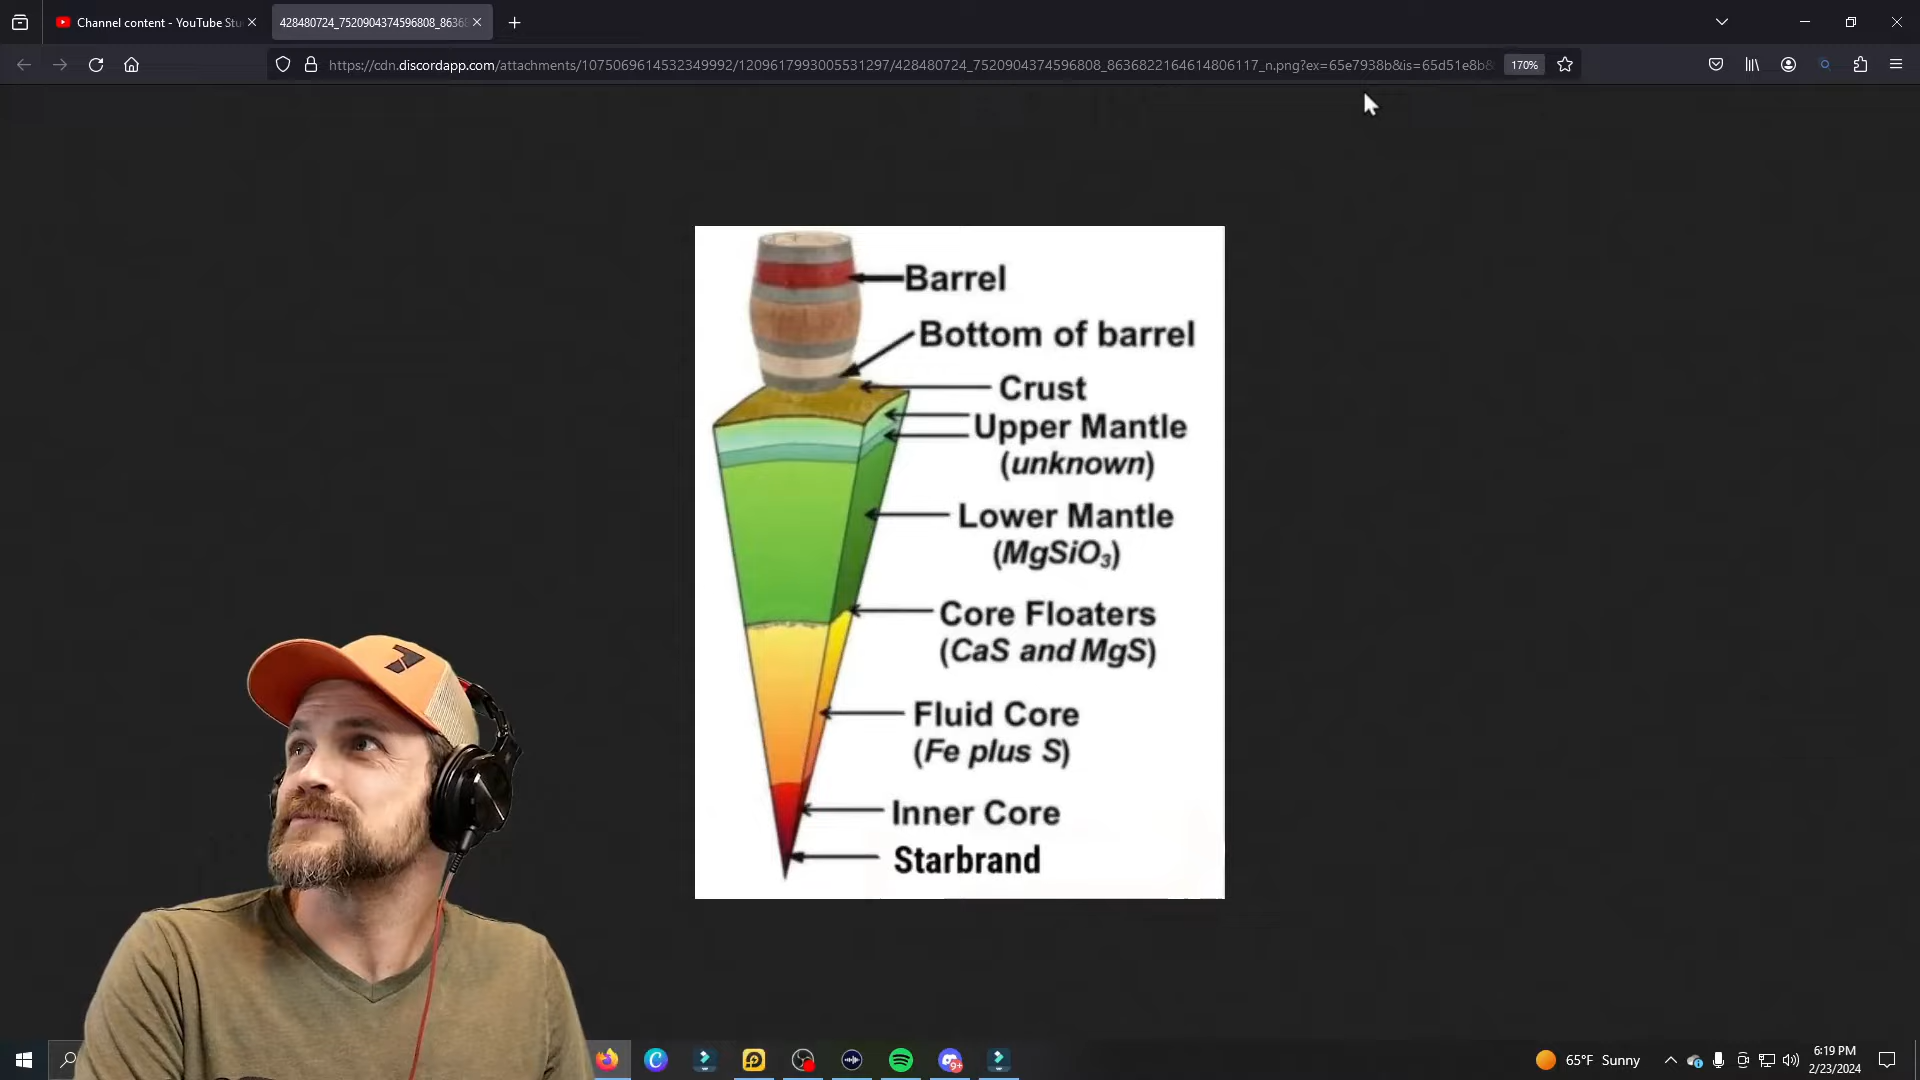 Channel content - YouTube Stu
428480724_7520904374596808_8636
https://cdn.discordapp.com/attachments/1075069614532349992/1209617993005531297/428480724_7520904374596808_8636822164614806117_n.png?ex=65e7938b&is=65d51e8b&
170%
Barrel
Bottom of barrel
Crust
Upper Mantle
(unknown)
Lower Mantle
(MgSiO₃)
Core Floaters
(CaS and MgS)
Fluid Core
(Fe plus S)
Inner Core
Starbrand
9+
65°F Sunny
6:19 PM
2/23/2024